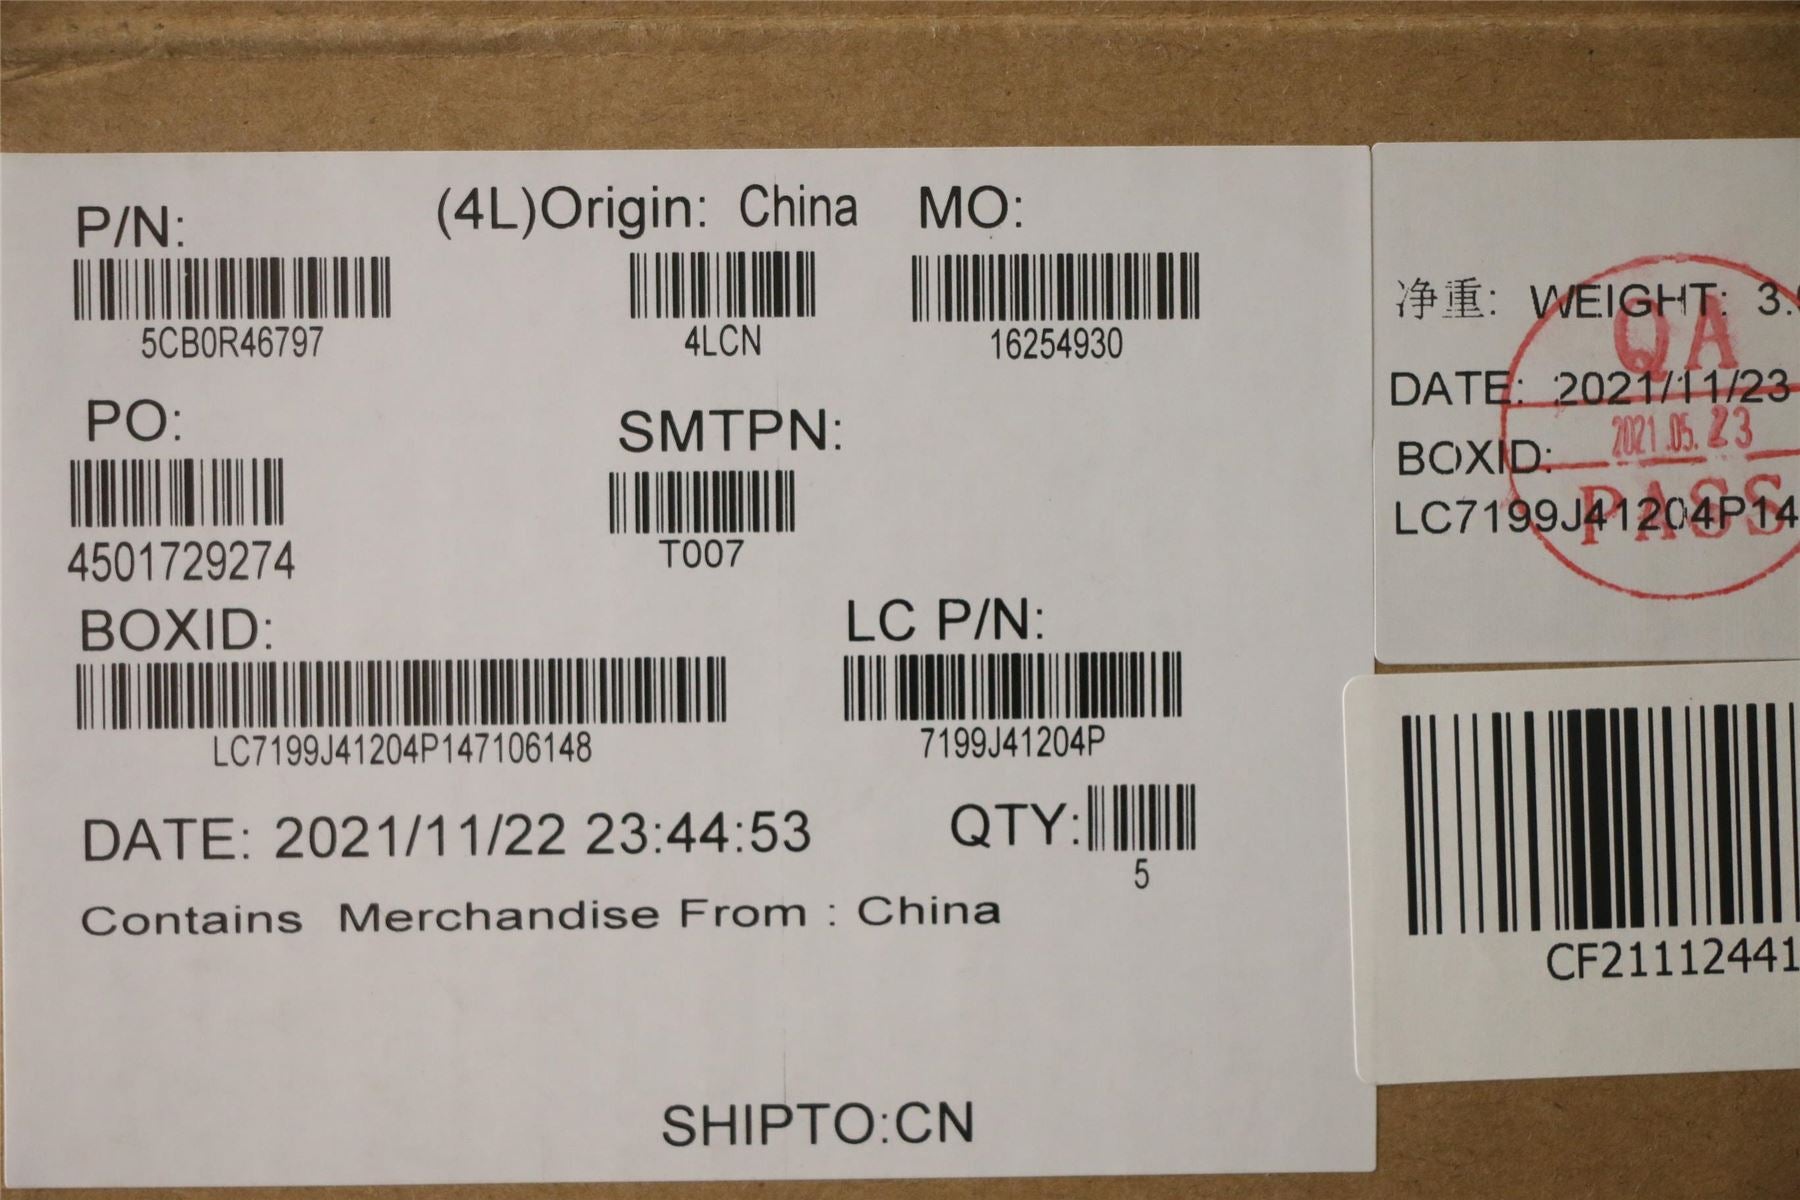 P/N:
(4L)Origin: China
MO:
5CB0R46797
4LCN
16254930
PO:
SMTPN:
4501729274
T007
BOXID:
LC P/N:
LC7199J41204P147106148
7199J41204P
DATE: 2021/11/22 23:44:53
QTY:
5
Contains Merchandise From : China
SHIPTO:CN
净重: WEIGHT: 3.
DATE: 2021/11/23
BOXID:
LC7199J41204P14
QA
2021.05.23
PASS
CF21112441